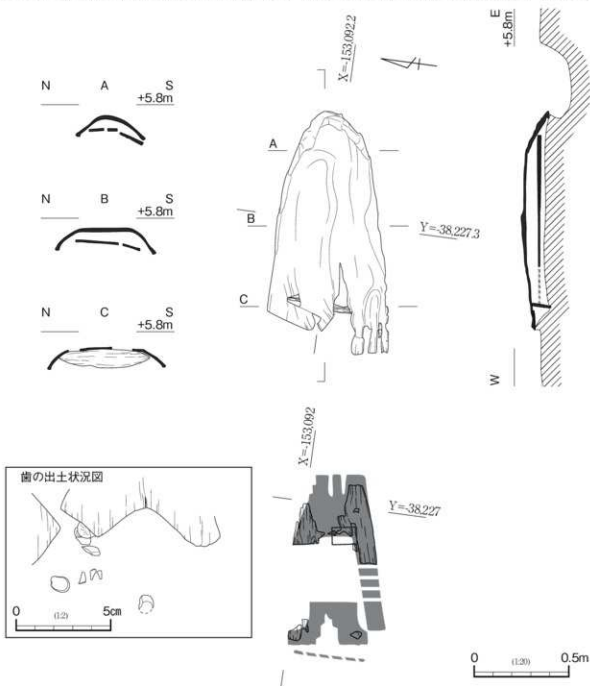 N A S
+5.8m
N B S
+5.8m
N C S
+5.8m
X=-153,092.2
A
B
Y=-38,227.3
C
E
+5.8m
W
歯の出土状況図
0 (1:2) 5cm
X=-153,092
Y=-38,227
0 (1:20) 0.5m